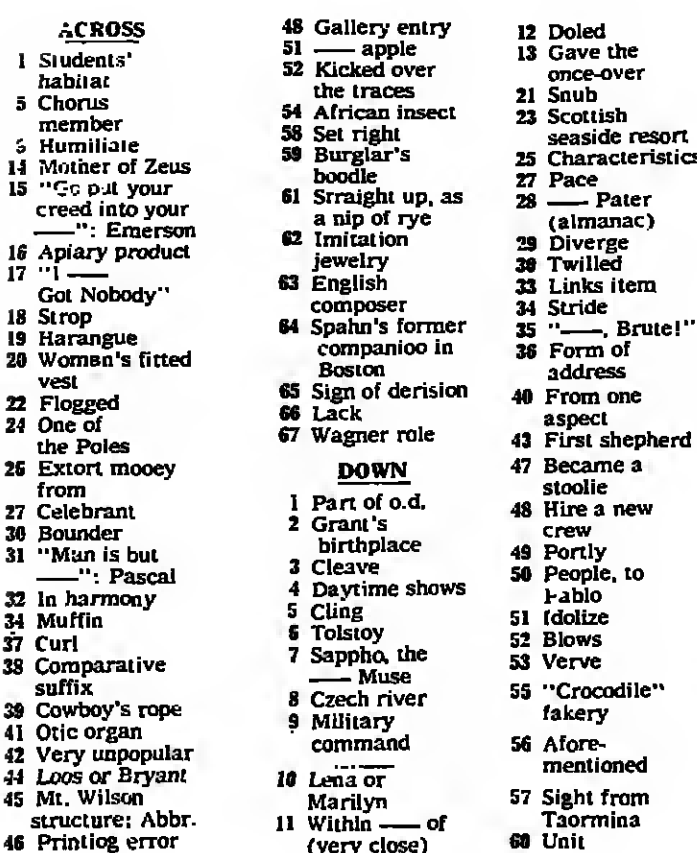 ACROSS
1 Students'
habitat
5 Chorus
member
Humiliate
14 Mother of Zeus
15 "Go put your
creed into your
——": Emerson
16 Apiary product
17 "I ——
Got Nobody"
18 Strop
19 Harangue
20 Women's fitted
vest
22 Flogged
24 One of
the Poles
26 Extort mooey
from
27 Celebrant
30 Bounder
31 "Man is but
——": Pascal
32 In harmony
34 Muffin
37 Curl
38 Comparative
suffix
39 Cowboy's rope
41 Otic organ
42 Very unpopular
44 Loos or Bryant
45 Mt. Wilson
structure: Abbr.
46 Printiog error
48 Gallery entry
51 —— apple
52 Kicked over
the traces
54 African insect
58 Set right
59 Burglar's
boodle
61 Srraight up, as
a nip of rye
62 Imitation
jewelry
63 English
composer
64 Spahn's former
companioo in
Boston
65 Sign of derision
66 Lack
67 Wagner role
DOWN
1 Part of o.d.
2 Grant's
birthplace
3 Cleave
4 Daytime shows
5 Cling
6 Tolstoy
7 Sappho, the
—— Muse
8 Czech river
9 Military
command
10 Lena or
Marilyn
11 Within —— of
(very close)
12 Doled
13 Gave the
once-over
21 Snub
23 Scottish
seaside resort
25 Characteristics
27 Pace
28 —— Pater
(almanac)
29 Diverge
30 Twilled
33 Links item
34 Stride
35 "——, Brute!"
36 Form of
address
40 From one
aspect
43 First shepherd
47 Became a
stoolie
48 Hire a new
crew
49 Portly
50 People, to
Pablo
51 Idolize
52 Blows
53 Verve
55 "Crocodile"
fakery
56 Afore-
mentioned
57 Sight from
Taormina
60 Unit